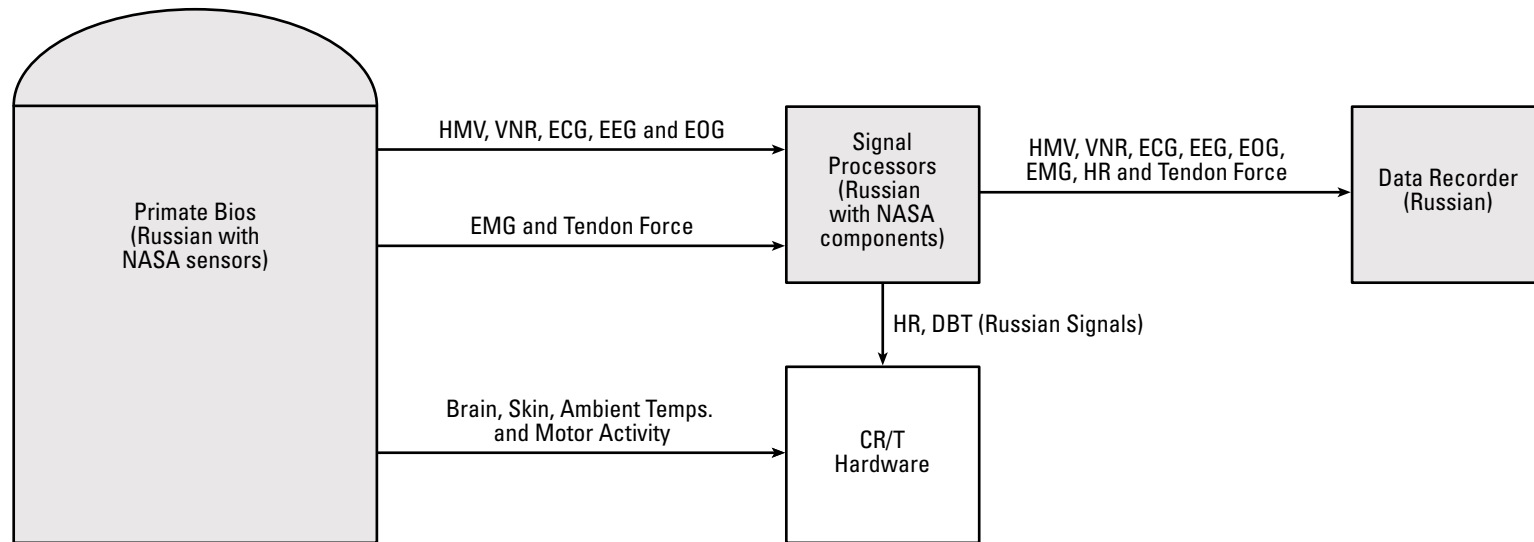 Primate Bios
(Russian with
NASA sensors)
HMV, VNR, ECG, EEG and EOG
EMG and Tendon Force
Brain, Skin, Ambient Temps.
and Motor Activity
Signal
Processors
(Russian
with NASA
components)
HR, DBT (Russian Signals)
CR/T
Hardware
HMV, VNR, ECG, EEG, EOG,
EMG, HR and Tendon Force
Data Recorder
(Russian)